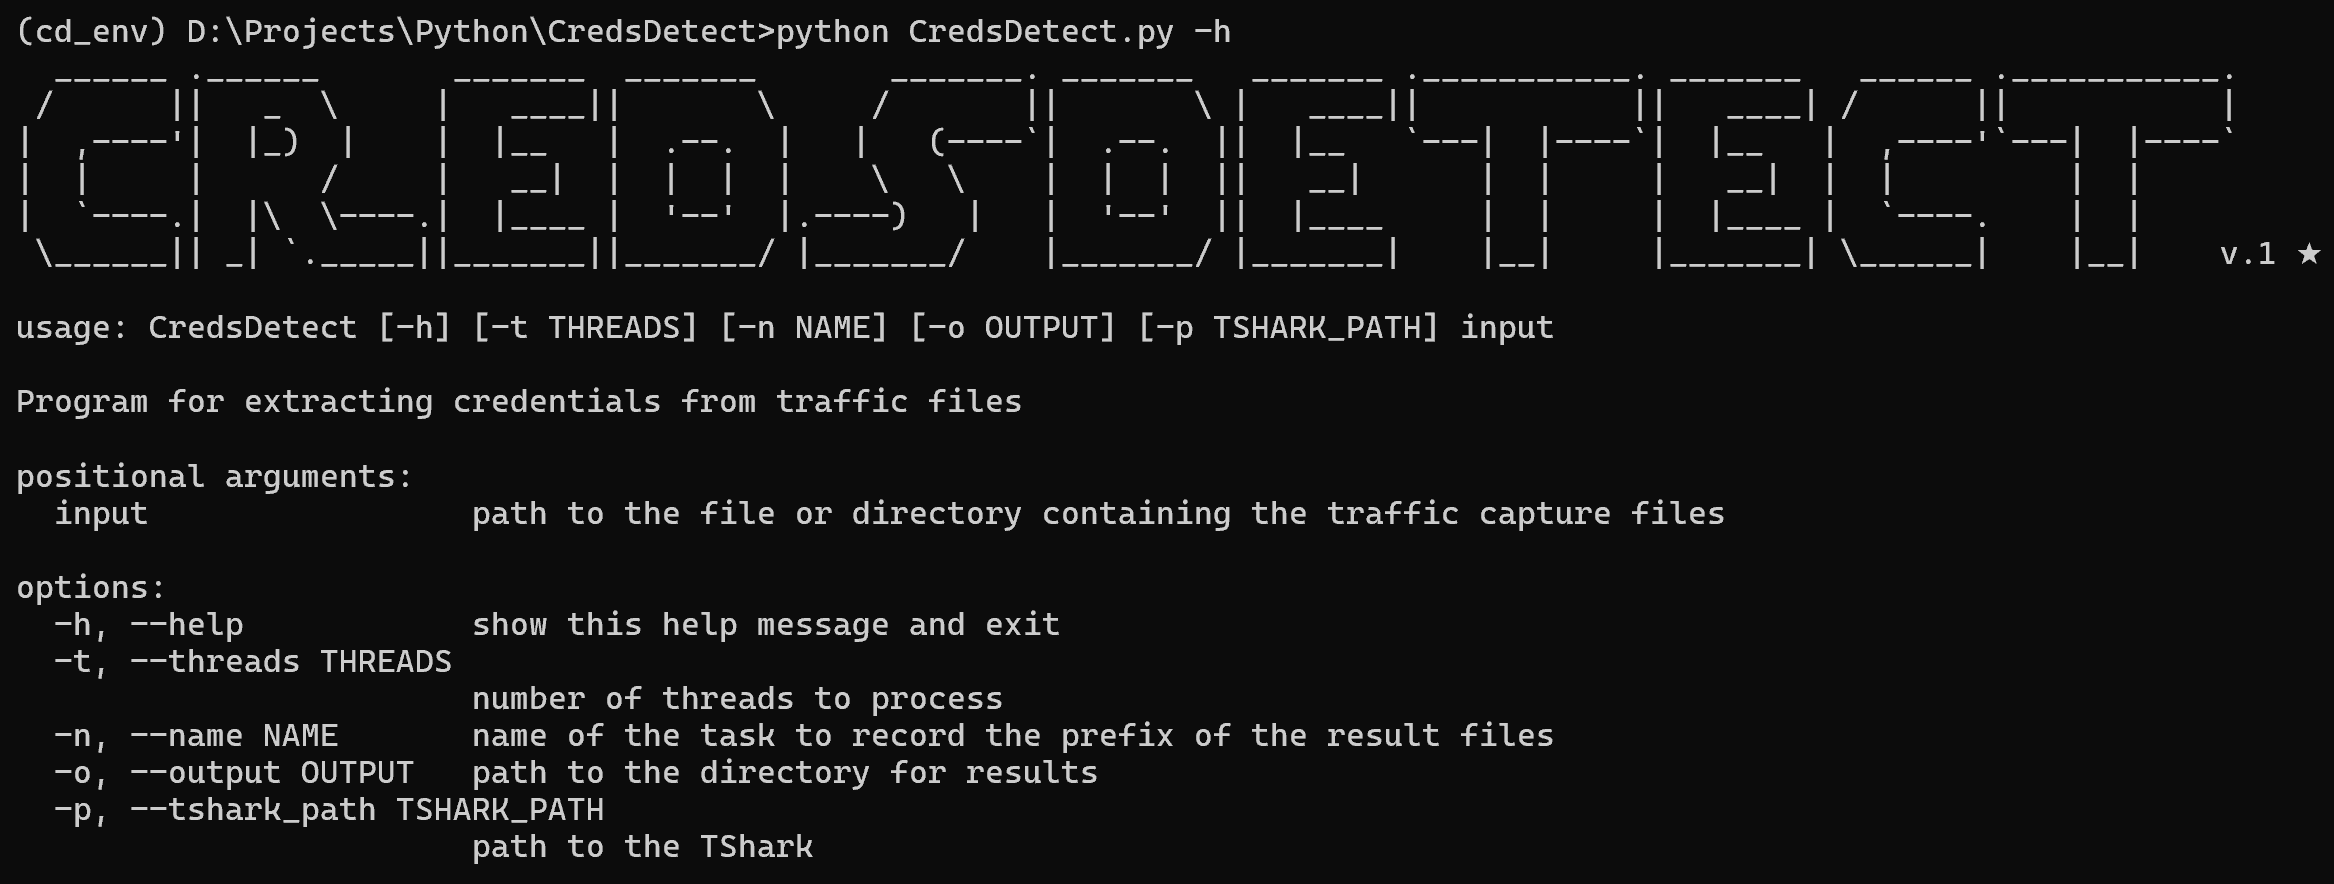 (cd_env) D:\Projects\Python\CredsDetect>python CredsDetect.py -h
CREDSDETECT
v.1 ★
usage: CredsDetect [-h] [-t THREADS] [-n NAME] [-o OUTPUT] [-p TSHARK_PATH] input
Program for extracting credentials from traffic files
positional arguments:
input path to the file or directory containing the traffic capture files
options:
-h, --help show this help message and exit
-t, --threads THREADS
number of threads to process
-n, --name NAME name of the task to record the prefix of the result files
-o, --output OUTPUT path to the directory for results
-p, --tshark_path TSHARK_PATH
path to the TShark